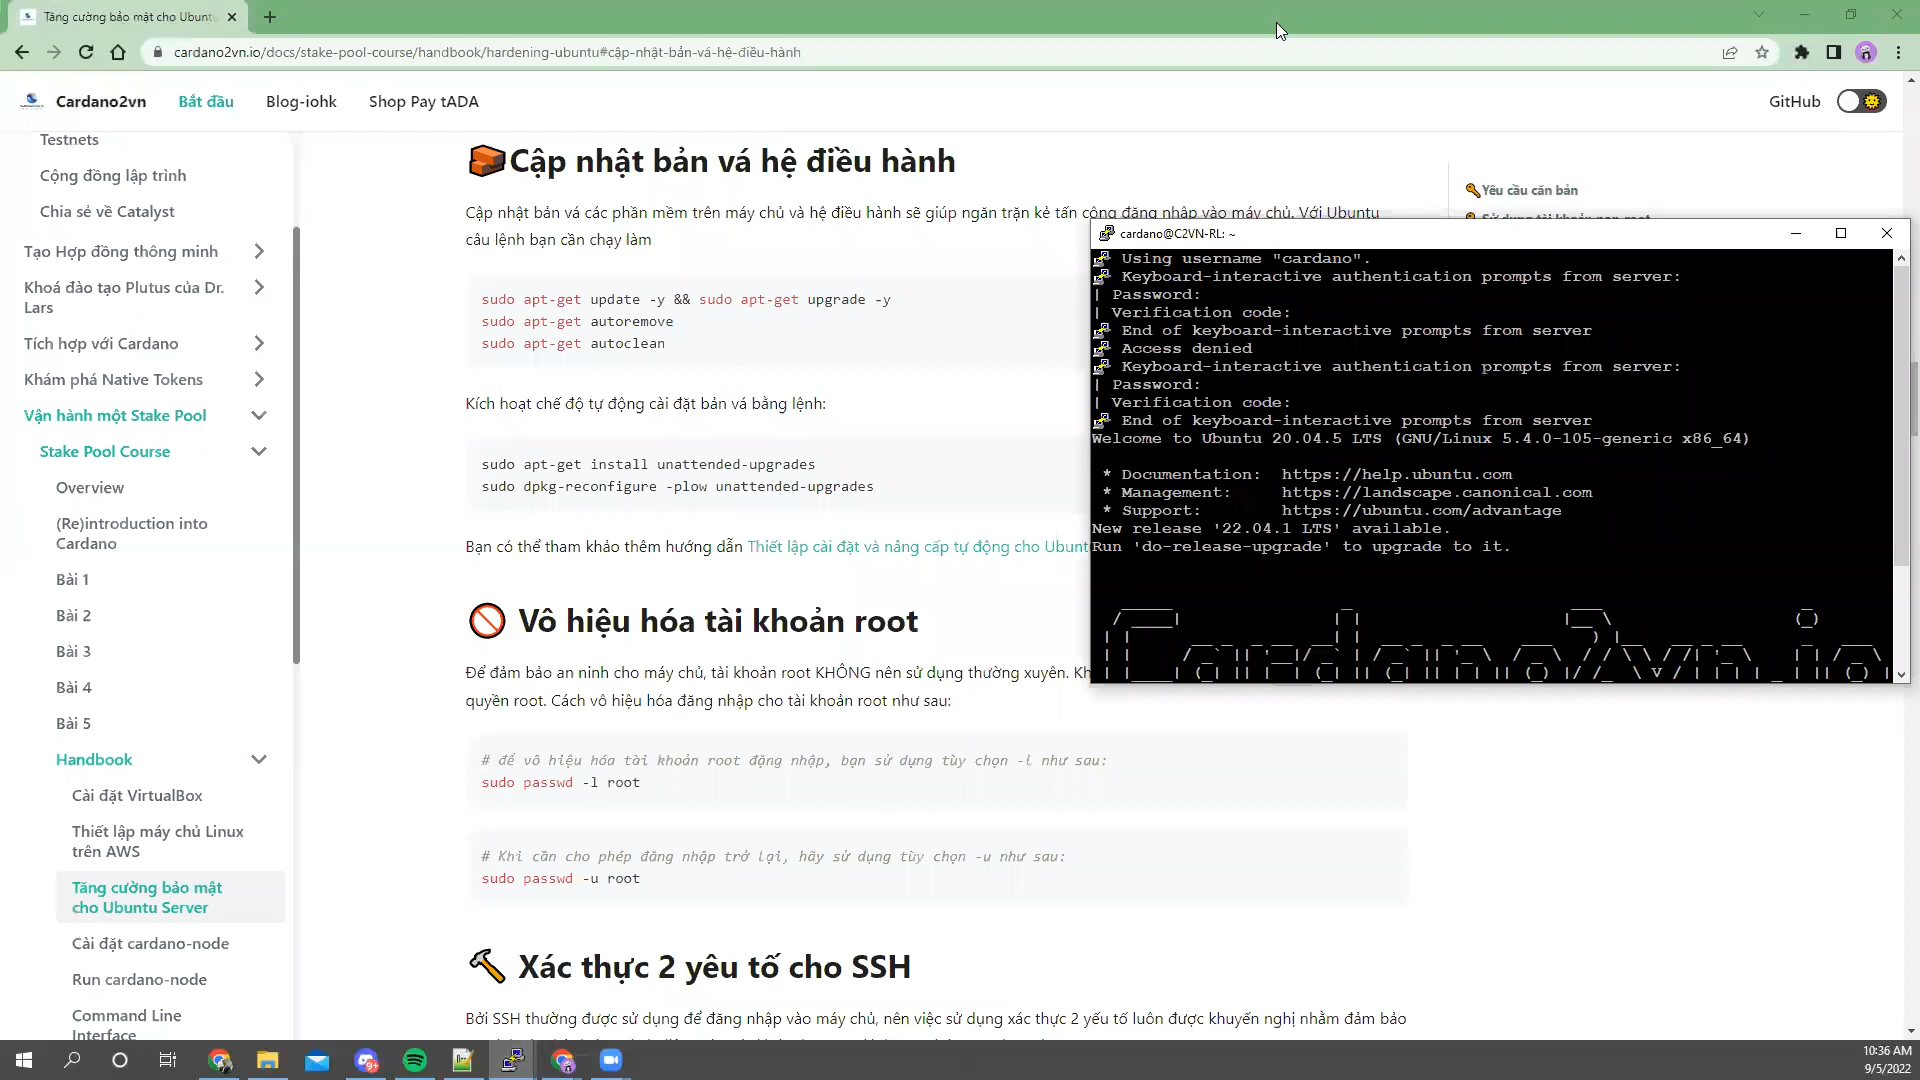 Tăng cường bảo mật cho Ubuntu
cardano2vn.io/docs/stake-pool-course/handbook/hardening-ubuntu#cập-nhật-bản-vá-hệ-điều-hành
Cardano2vn
Bắt đầu
Blog-iohk
Shop Pay tADA
GitHub
Testnets
Cộng đồng lập trình
Chia sẻ về Catalyst
Tạo Hợp đồng thông minh
Khoá đào tạo Plutus của Dr.
Lars
Tích hợp với Cardano
Khám phá Native Tokens
Vận hành một Stake Pool
Stake Pool Course
Overview
(Re)introduction into
Cardano
Bài 1
Bài 2
Bài 3
Bài 4
Bài 5
Handbook
Cài đặt VirtualBox
Thiết lập máy chủ Linux
trên AWS
Tăng cường bảo mật
cho Ubuntu Server
Cài đặt cardano-node
Run cardano-node
Command Line
Interface
Cập nhật bản vá hệ điều hành
Cập nhật bản vá các phần mềm trên máy chủ và hệ điều hành sẽ giúp ngăn trặn kẻ tấn công đăng nhập vào máy chủ. Với Ubuntu
câu lệnh bạn cần chạy làm
sudo apt-get update -y && sudo apt-get upgrade -y
sudo apt-get autoremove
sudo apt-get autoclean
Kích hoạt chế độ tự động cài đặt bản vá bằng lệnh:
sudo apt-get install unattended-upgrades
sudo dpkg-reconfigure -plow unattended-upgrades
Bạn có thể tham khảo thêm hướng dẫn Thiết lập cài đặt và nâng cấp tự động cho Ubunt
Vô hiệu hóa tài khoản root
Để đảm bảo an ninh cho máy chủ, tài khoản root KHÔNG nên sử dụng thường xuyên. Kh
quyền root. Cách vô hiệu hóa đăng nhập cho tài khoản root như sau:
# để vô hiệu hóa tài khoản root đặng nhập, bạn sử dụng tùy chọn -l như sau:
sudo passwd -l root
# Khi cần cho phép đăng nhập trở lại, hãy sử dụng tùy chọn -u như sau:
sudo passwd -u root
Xác thực 2 yêu tố cho SSH
Bởi SSH thường được sử dụng để đăng nhập vào máy chủ, nên việc sử dụng xác thực 2 yếu tố luôn được khuyến nghị nhằm đảm bảo
Yêu cầu căn bản
Sử dụng tài khoản non-root
cardano@C2VN-RL: ~
Using username "cardano".
Keyboard-interactive authentication prompts from server:
| Password:
| Verification code:
End of keyboard-interactive prompts from server
Access denied
Keyboard-interactive authentication prompts from server:
| Password:
| Verification code:
End of keyboard-interactive prompts from server
Welcome to Ubuntu 20.04.5 LTS (GNU/Linux 5.4.0-105-generic x86_64)
* Documentation: https://help.ubuntu.com
* Management: https://landscape.canonical.com
* Support: https://ubuntu.com/advantage
New release '22.04.1 LTS' available.
Run 'do-release-upgrade' to upgrade to it.
Cardano2vn.io
10:36 AM
9/5/2022